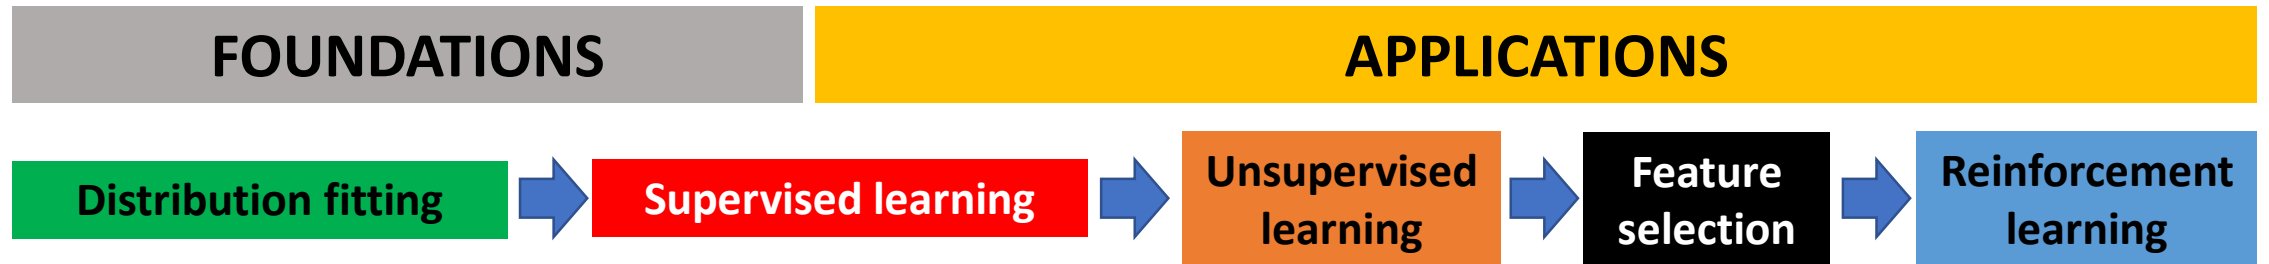 FOUNDATIONS
APPLICATIONS
Distribution fitting
Supervised learning
Unsupervised
learning
Feature
selection
Reinforcement
learning